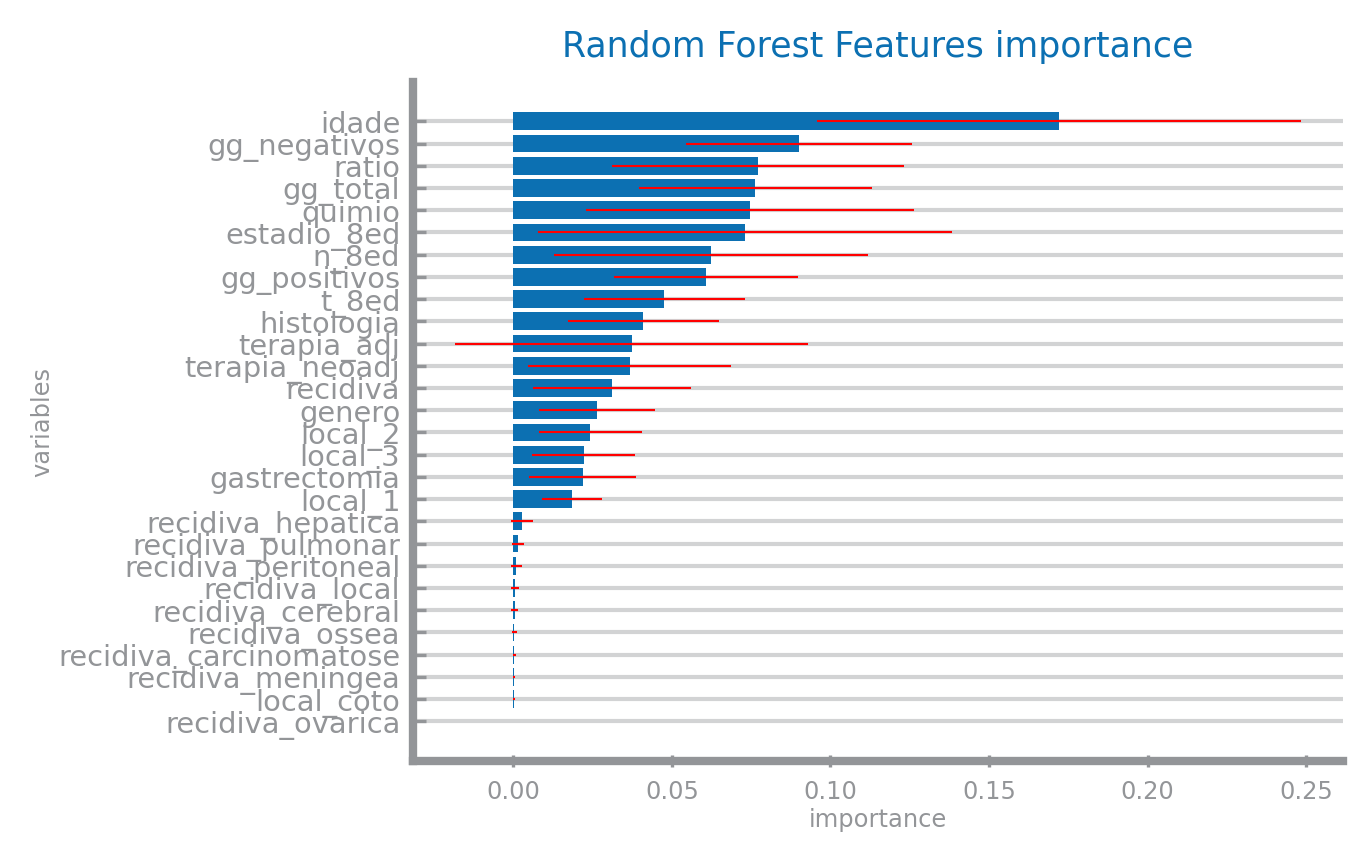 Random Forest Features importance
idade
gg_negativos
ratio
gg_total
quimio
estadio_8ed
n_8ed
gg_positivos
t_8ed
histologia
terapia_adj
terapia_neoadj
recidiva
genero
local_2
local_3
gastrectomia
local_1
recidiva_hepatica
recidiva_pulmonar
recidiva_peritoneal
recidiva_local
recidiva_cerebral
recidiva_ossea
recidiva_carcinomatose
recidiva_meningea
local_coto
recidiva_ovarica
variables
0.00 0.05 0.10 0.15 0.20 0.25
importance